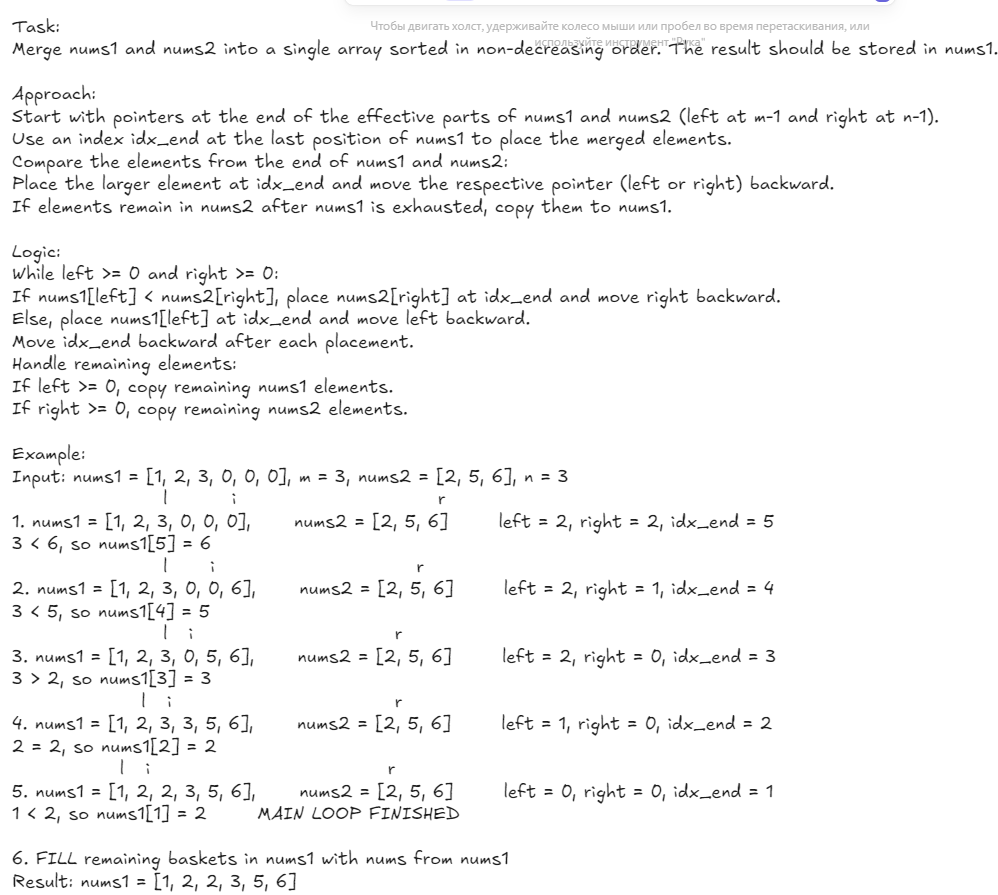 Чтобы двигать холст, удерживайте колесо мыши или пробел во время перетаскивания, или
используйте инструмент "Рука"
Task:
Merge nums1 and nums2 into a single array sorted in non-decreasing order. The result should be stored in nums1.
Approach:
Start with pointers at the end of the effective parts of nums1 and nums2 (left at m-1 and right at n-1).
Use an index idx_end at the last position of nums1 to place the merged elements.
Compare the elements from the end of nums1 and nums2:
Place the larger element at idx_end and move the respective pointer (left or right) backward.
If elements remain in nums2 after nums1 is exhausted, copy them to nums1.
Logic:
While left >= 0 and right >= 0:
If nums1[left] < nums2[right], place nums2[right] at idx_end and move right backward.
Else, place nums1[left] at idx_end and move left backward.
Move idx_end backward after each placement.
Handle remaining elements:
If left >= 0, copy remaining nums1 elements.
If right >= 0, copy remaining nums2 elements.
Example:
Input: nums1 = [1, 2, 3, 0, 0, 0], m = 3, nums2 = [2, 5, 6], n = 3
l i r
1. nums1 = [1, 2, 3, 0, 0, 0], nums2 = [2, 5, 6] left = 2, right = 2, idx_end = 5
3 < 6, so nums1[5] = 6
l i r
2. nums1 = [1, 2, 3, 0, 0, 6], nums2 = [2, 5, 6] left = 2, right = 1, idx_end = 4
3 < 5, so nums1[4] = 5
l i r
3. nums1 = [1, 2, 3, 0, 5, 6], nums2 = [2, 5, 6] left = 2, right = 0, idx_end = 3
3 > 2, so nums1[3] = 3
l i r
4. nums1 = [1, 2, 3, 3, 5, 6], nums2 = [2, 5, 6] left = 1, right = 0, idx_end = 2
2 = 2, so nums1[2] = 2
l i r
5. nums1 = [1, 2, 2, 3, 5, 6], nums2 = [2, 5, 6] left = 0, right = 0, idx_end = 1
1 < 2, so nums1[1] = 2 MAIN LOOP FINISHED
6. FILL remaining baskets in nums1 with nums from nums1
Result: nums1 = [1, 2, 2, 3, 5, 6]